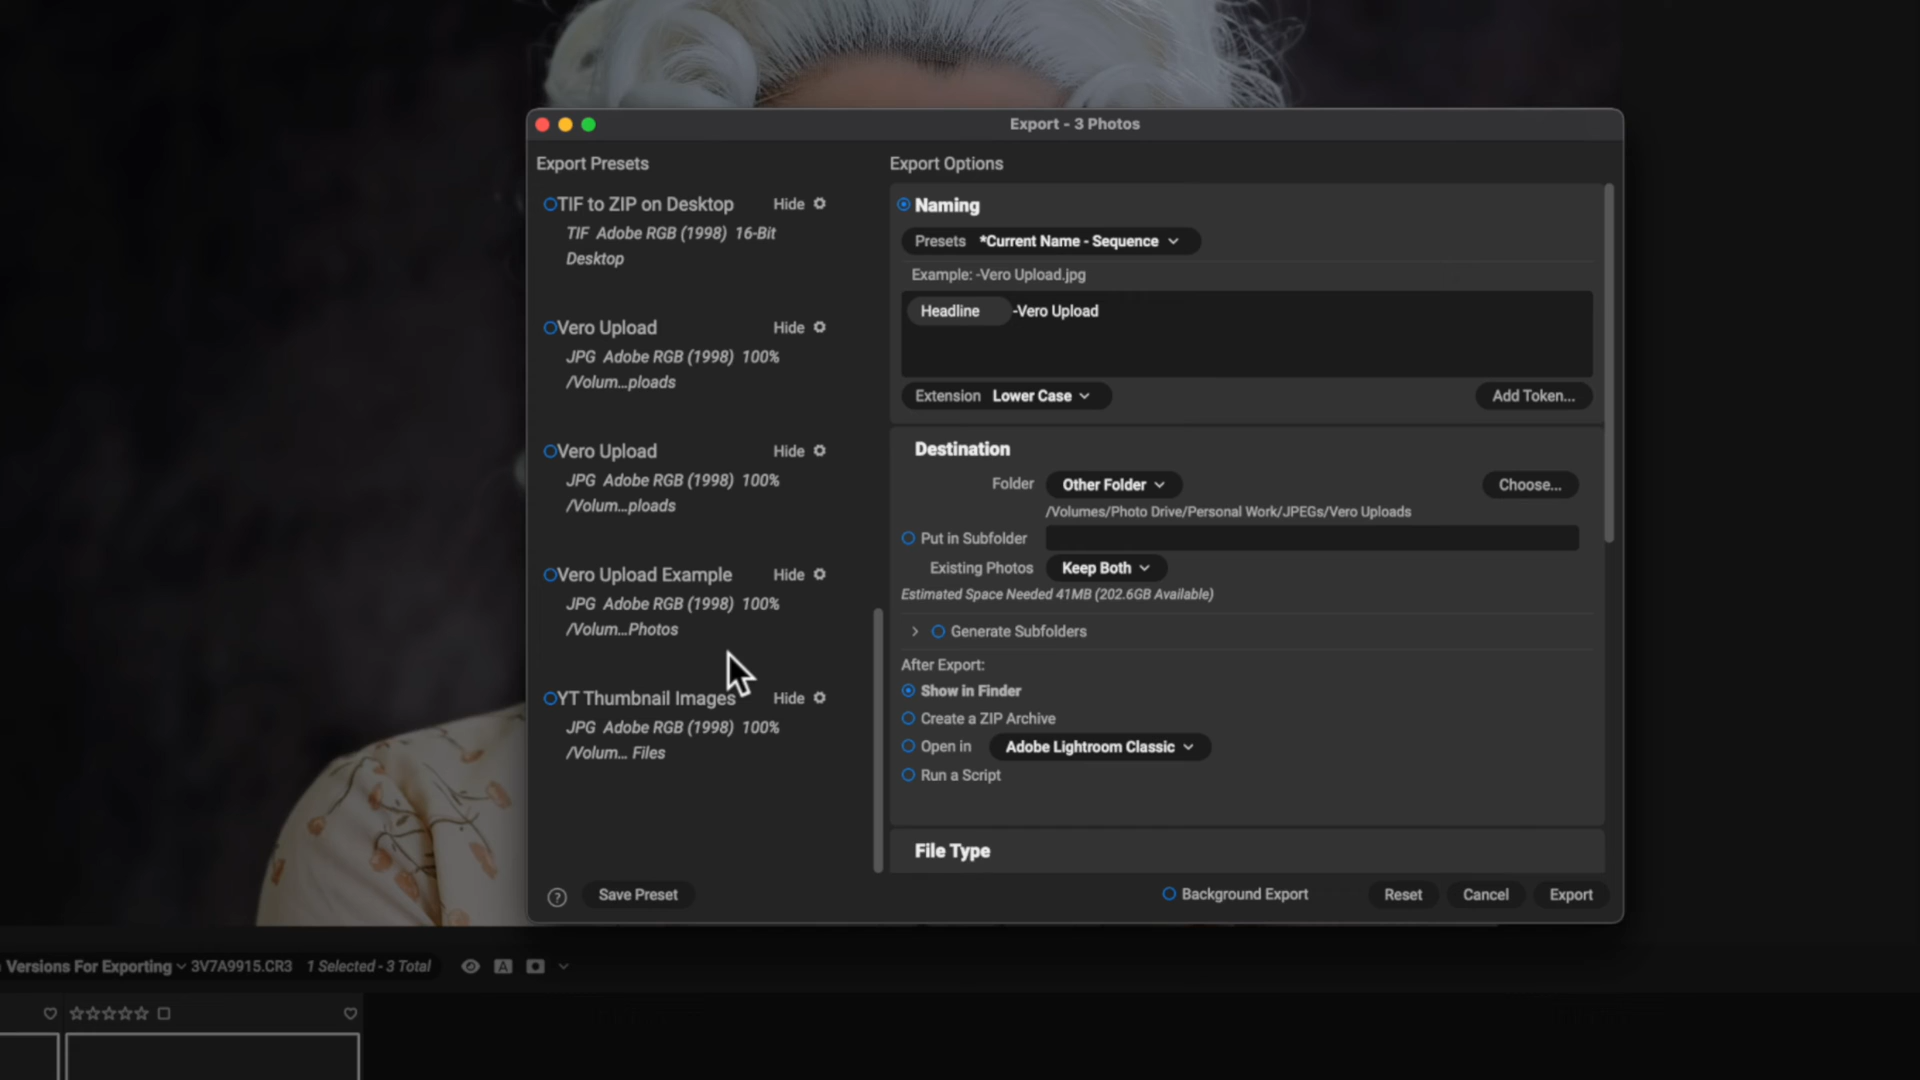 Export - 3 Photos
Export Presets
TIF to ZIP on Desktop Hide
TIF Adobe RGB (1998) 16-Bit
Desktop
Vero Upload Hide
JPG Adobe RGB (1998) 100%
/Volum...ploads
Vero Upload Hide
JPG Adobe RGB (1998) 100%
/Volum...ploads
Vero Upload Example Hide
JPG Adobe RGB (1998) 100%
/Volum...Photos
YT Thumbnail Images Hide
JPG Adobe RGB (1998) 100%
/Volum... Files
? Save Preset
Export Options
Naming
Presets *Current Name - Sequence
Example: -Vero Upload.jpg
Headline -Vero Upload
Extension Lower Case Add Token...
Destination
Folder Other Folder Choose...
/Volumes/Photo Drive/Personal Work/JPEGs/Vero Uploads
Put in Subfolder
Existing Photos Keep Both
Estimated Space Needed 41MB (202.6GB Available)
Generate Subfolders
After Export:
Show in Finder
Create a ZIP Archive
Open in Adobe Lightroom Classic
Run a Script
File Type
Background Export Reset Cancel Export
Versions For Exporting 3V7A9915.CR3 1 Selected - 3 Total A